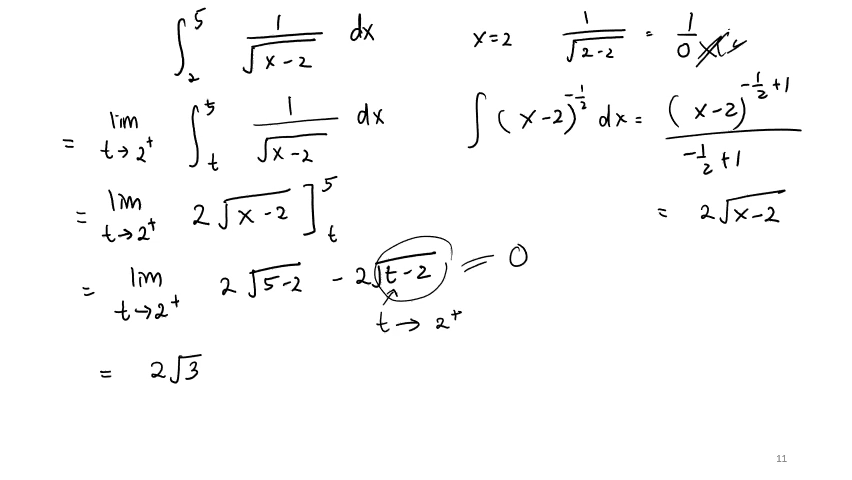 ∫₂⁵ 1/√(x-2) dx    x=2    1/√(2-2) = 1/0
= lim t→2⁺ ∫ₜ⁵ 1/√(x-2) dx    ∫ (x-2)^(-1/2) dx = (x-2)^(-1/2+1) / (-1/2+1)
= lim t→2⁺ 2√(x-2) ]ₜ⁵    = 2√(x-2)
= lim t→2⁺ 2√(5-2) - 2√(t-2) = 0
t→2⁺
= 2√3
11